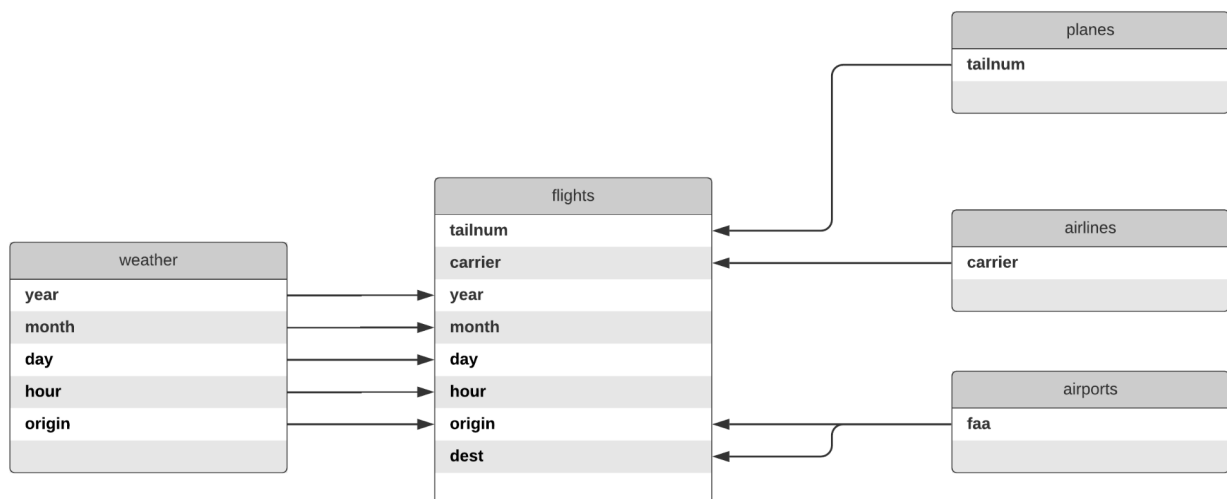 planes
tailnum
flights
tailnum
carrier
year
month
day
hour
origin
dest
weather
year
month
day
hour
origin
airlines
carrier
airports
faa